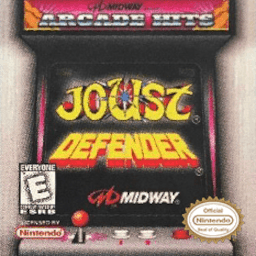 MIDWAY
ARCADE HITS
JOUST®
DEFENDER®
MIDWAY®
EVERYONE
E
ESRB
LICENSED BY
Nintendo
Official
Nintendo
Seal of Quality